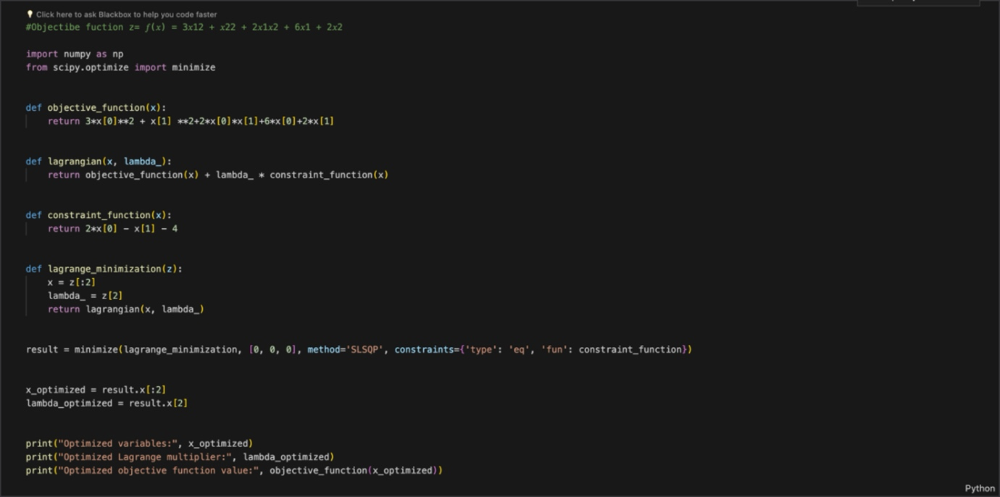 Click here to ask Blackbox to help you code faster
#Objectibe fuction z= f(x) = 3x12 + x22 + 2x1x2 + 6x1 + 2x2
import numpy as np
from scipy.optimize import minimize
def objective_function(x):
return 3*x[0]**2 + x[1] **2+2*x[0]*x[1]+6*x[0]+2*x[1]
def lagrangian(x, lambda_):
return objective_function(x) + lambda_ * constraint_function(x)
def constraint_function(x):
return 2*x[0] - x[1] - 4
def lagrange_minimization(z):
x = z[:2]
lambda_ = z[2]
return lagrangian(x, lambda_)
result = minimize(lagrange_minimization, [0, 0, 0], method='SLSQP', constraints={'type': 'eq', 'fun': constraint_function})
x_optimized = result.x[:2]
lambda_optimized = result.x[2]
print("Optimized variables:", x_optimized)
print("Optimized Lagrange multiplier:", lambda_optimized)
print("Optimized objective function value:", objective_function(x_optimized))
Python